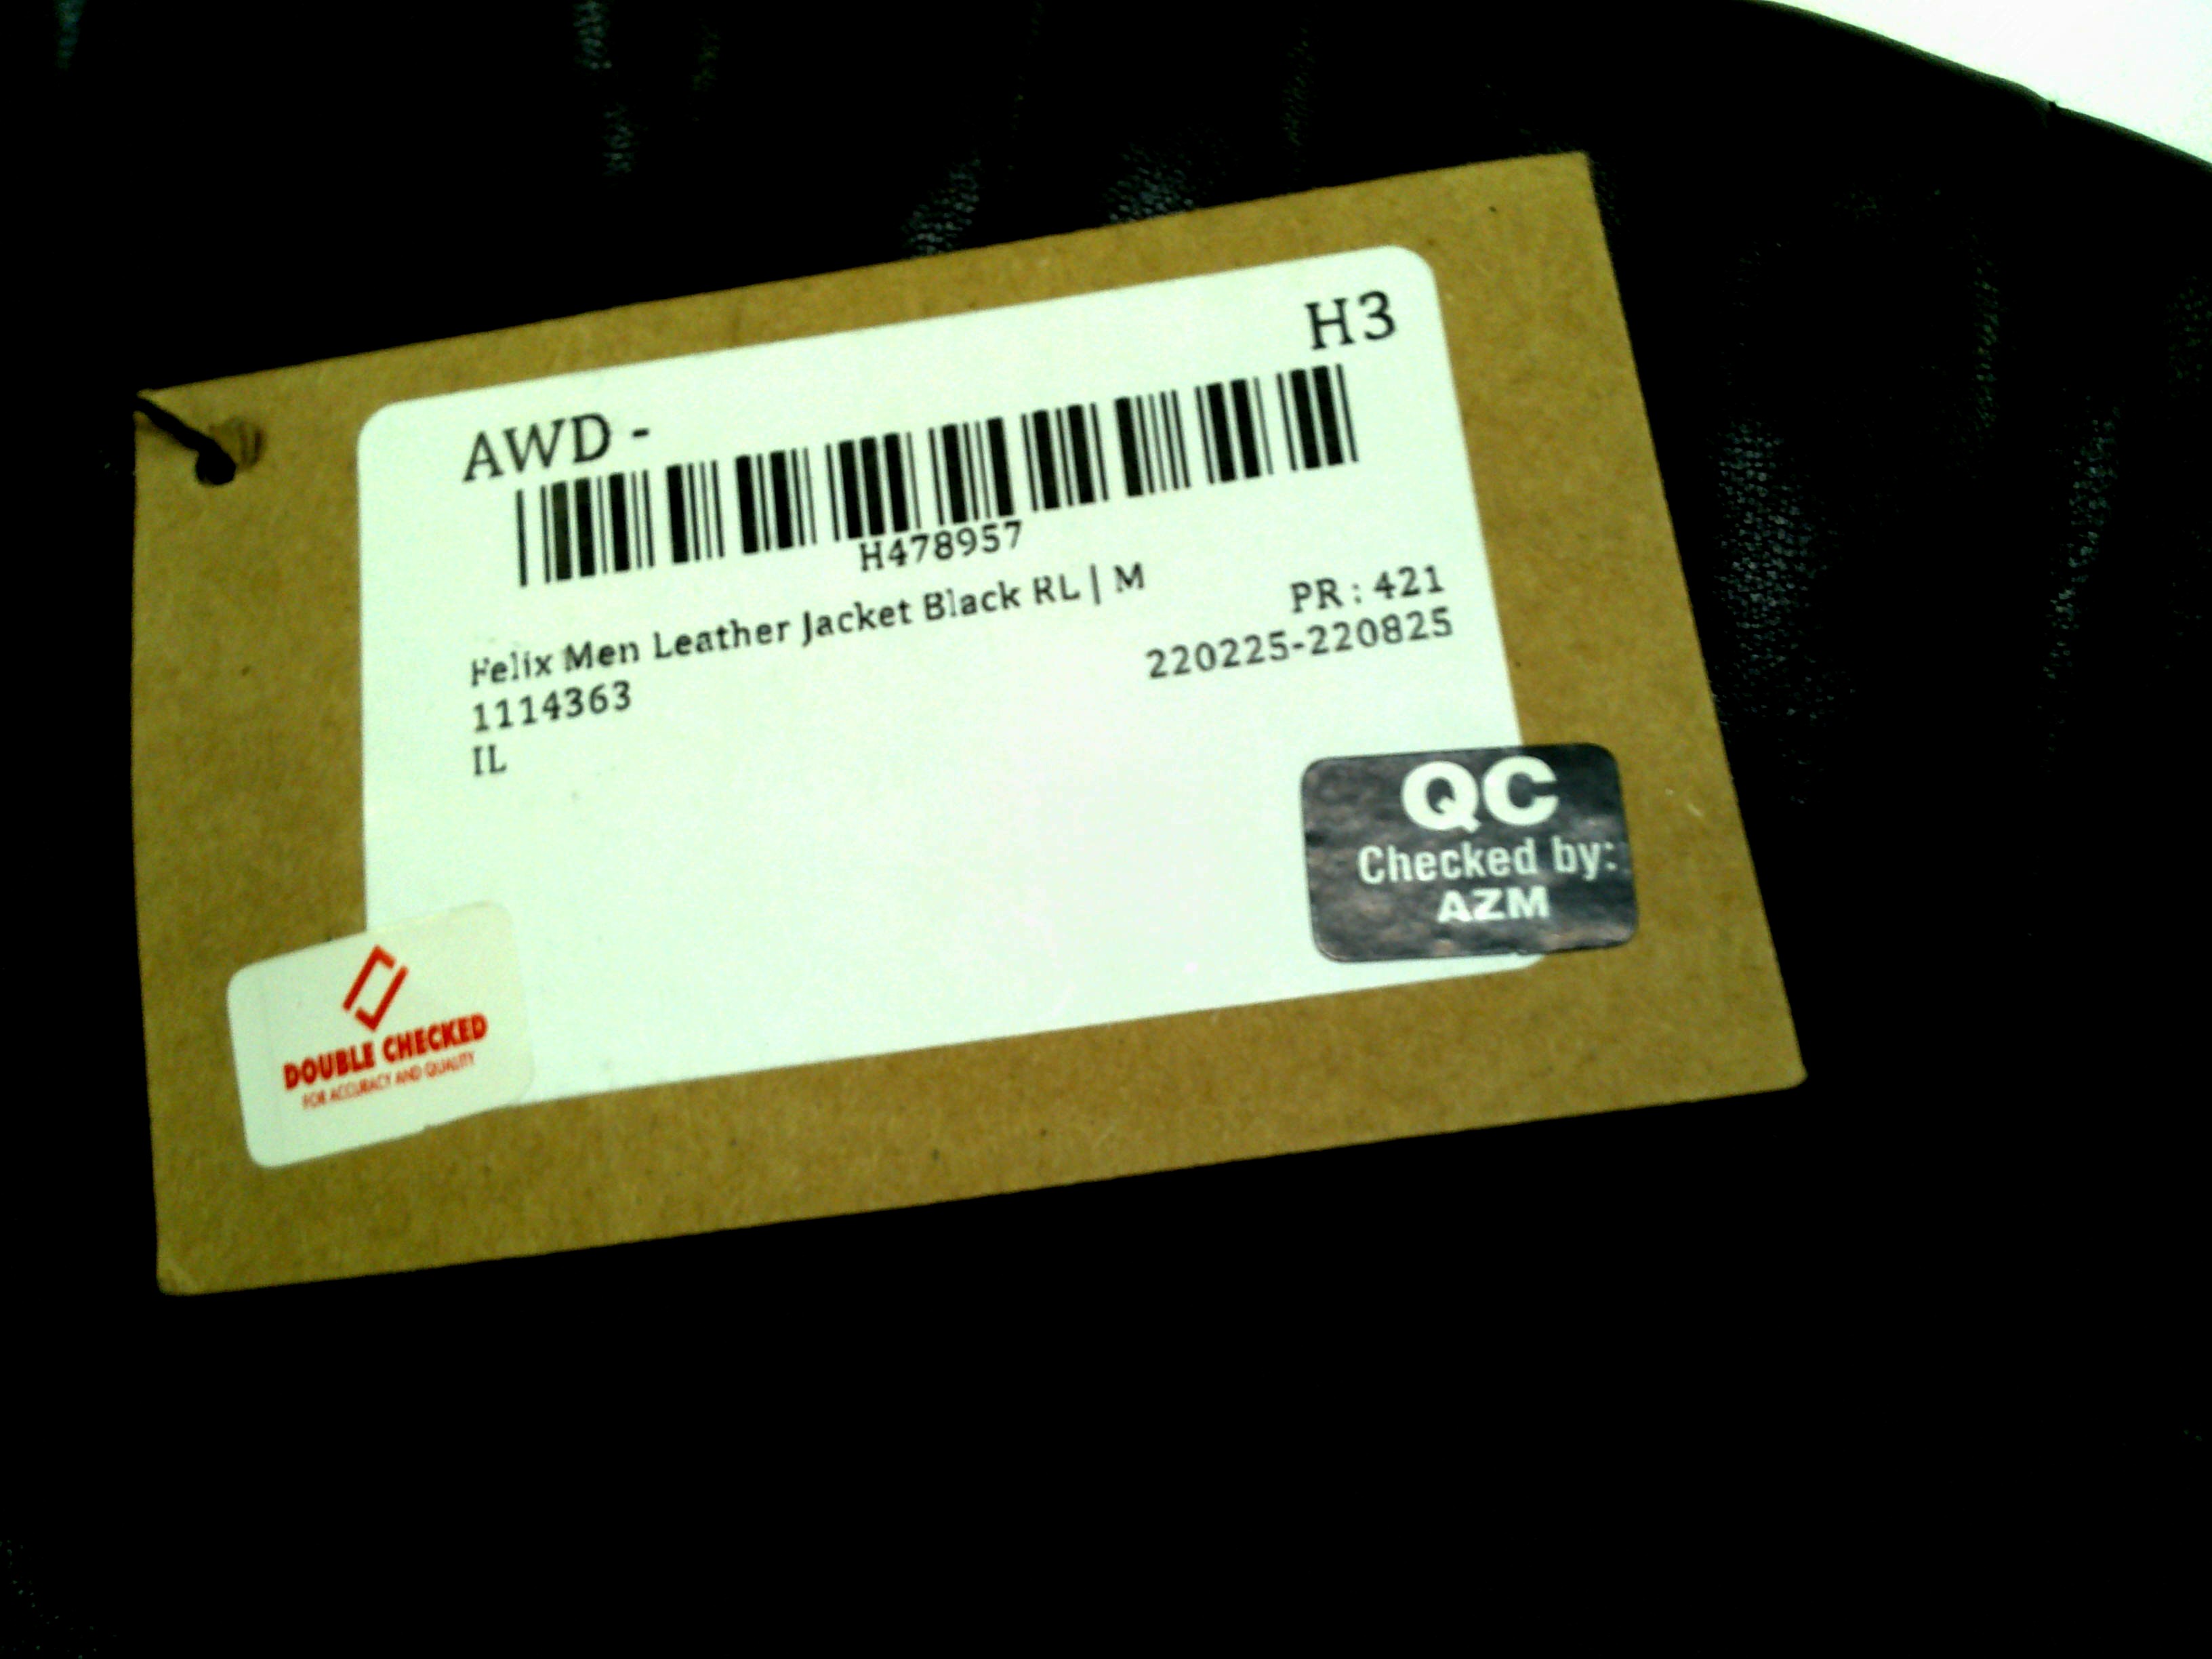 H3
AWD -
H478957
Felix Men Leather Jacket Black RL | M
PR : 421
1114363
220225-220825
IL
QC
Checked by:
AZM
DOUBLE CHECKED
FOR ACCURACY AND QUALITY